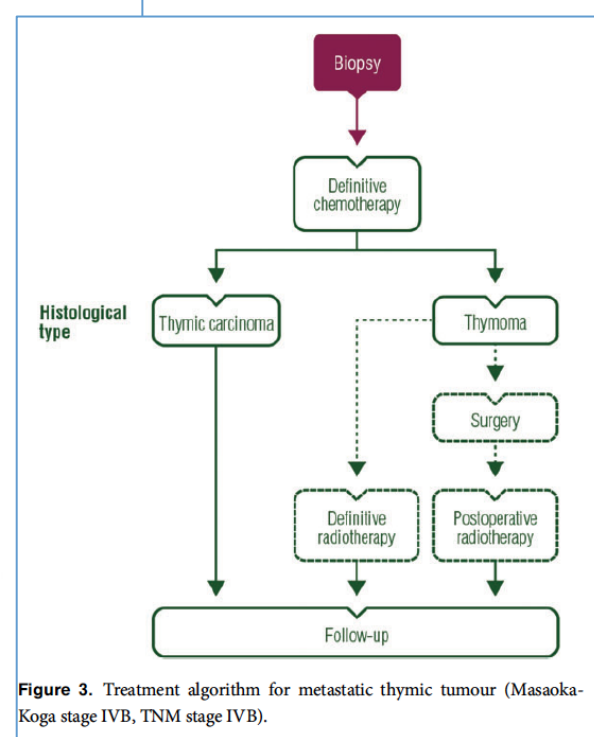 Biopsy
Definitive
chemotherapy
Histological
type
Thymic carcinoma
Thymoma
Surgery
Definitive
radiotherapy
Postoperative
radiotherapy
Follow-up
Figure 3. Treatment algorithm for metastatic thymic tumour (Masaoka-
Koga stage IVB, TNM stage IVB).